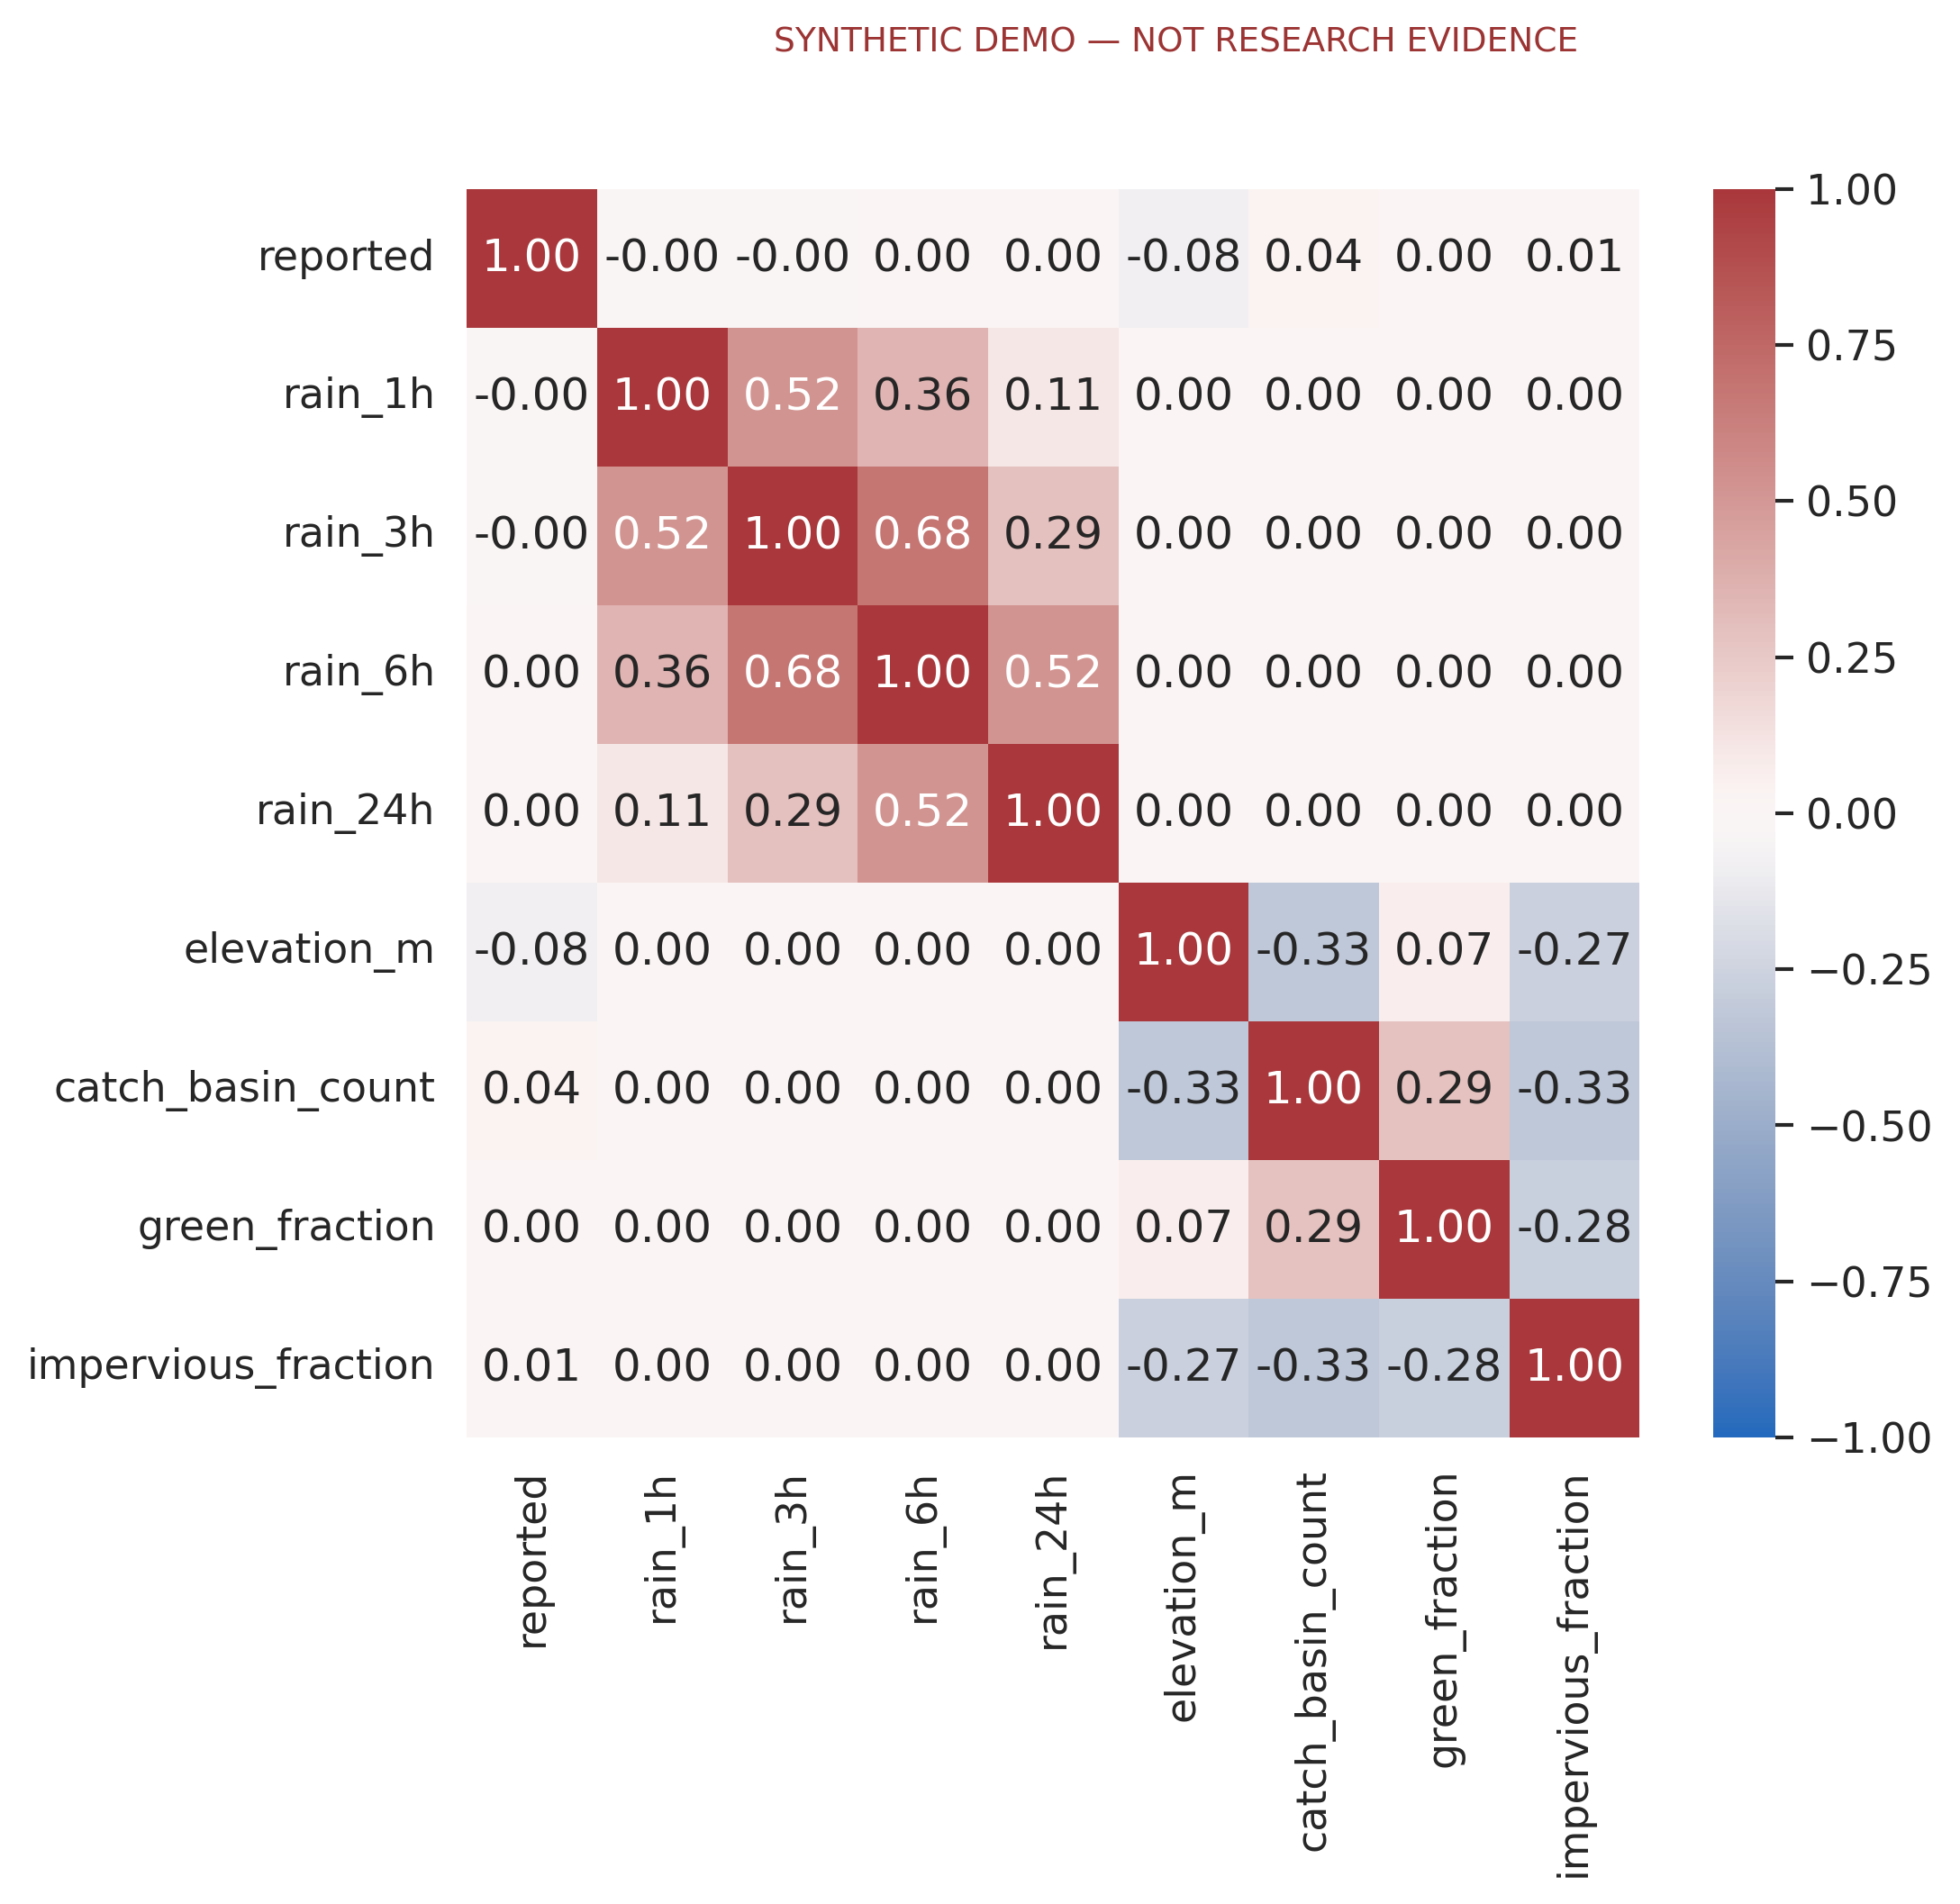 SYNTHETIC DEMO — NOT RESEARCH EVIDENCE
reported 1.00 -0.00 -0.00 0.00 0.00 -0.08 0.04 0.00 0.01
rain_1h -0.00 1.00 0.52 0.36 0.11 0.00 0.00 0.00 0.00
rain_3h -0.00 0.52 1.00 0.68 0.29 0.00 0.00 0.00 0.00
rain_6h 0.00 0.36 0.68 1.00 0.52 0.00 0.00 0.00 0.00
rain_24h 0.00 0.11 0.29 0.52 1.00 0.00 0.00 0.00 0.00
elevation_m -0.08 0.00 0.00 0.00 0.00 1.00 -0.33 0.07 -0.27
catch_basin_count 0.04 0.00 0.00 0.00 0.00 -0.33 1.00 0.29 -0.33
green_fraction 0.00 0.00 0.00 0.00 0.00 0.07 0.29 1.00 -0.28
impervious_fraction 0.01 0.00 0.00 0.00 0.00 -0.27 -0.33 -0.28 1.00
reported
rain_1h
rain_3h
rain_6h
rain_24h
elevation_m
catch_basin_count
green_fraction
impervious_fraction
1.00
0.75
0.50
0.25
0.00
−0.25
−0.50
−0.75
−1.00